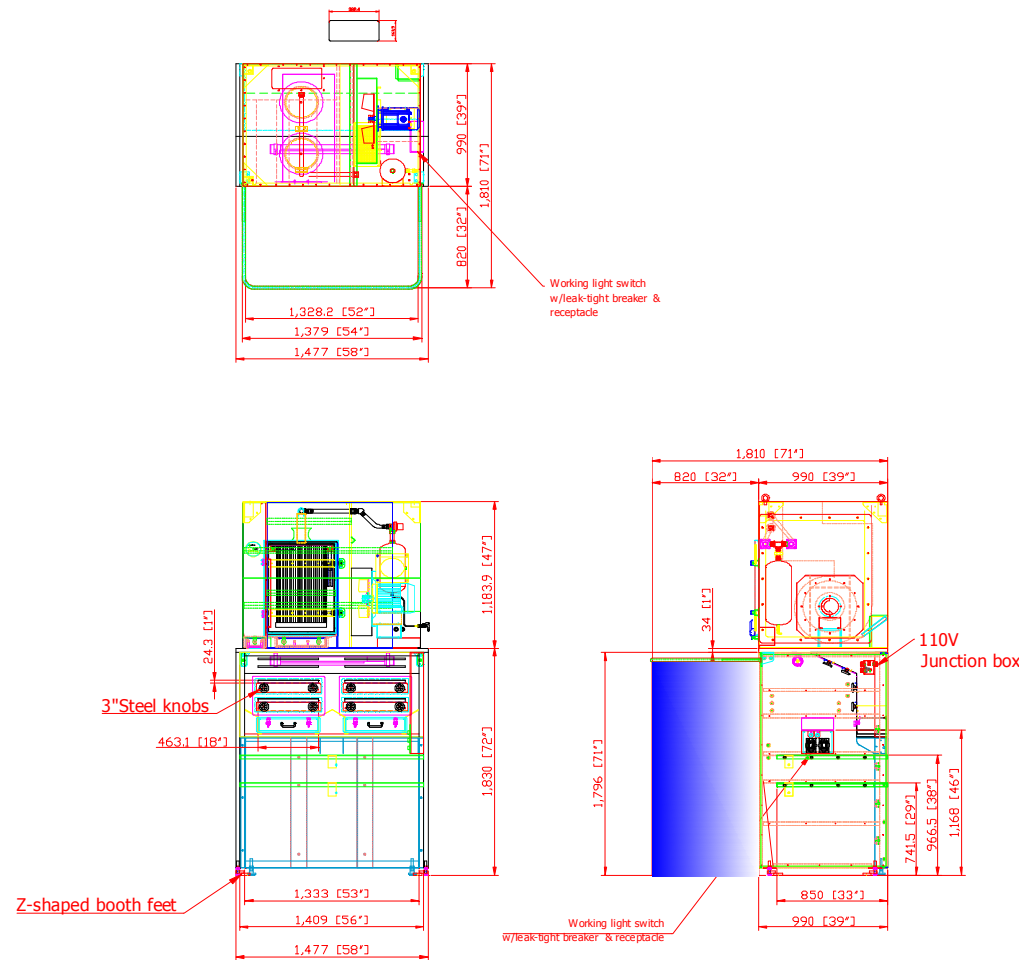 990 [39"]
1,810 [71"]
820 [32"]
Working light switch
w/leak-tight breaker &
receptacle
1,328.2 [52"]
1,379 [54"]
1,477 [58"]
1,810 [71"]
820 [32"]
990 [39"]
1,183.9 [47"]
34 [1"]
24.3 [1"]
110V
Junction box
3"Steel knobs
463.1 [18"]
1,830 [72"]
1,796 [71"]
741.5 [29"]
966.5 [38"]
1,168 [46"]
1,333 [53"]
850 [33"]
Z-shaped booth feet
1,409 [56"]
990 [39"]
Working light switch
w/leak-tight breaker & receptacle
1,477 [58"]